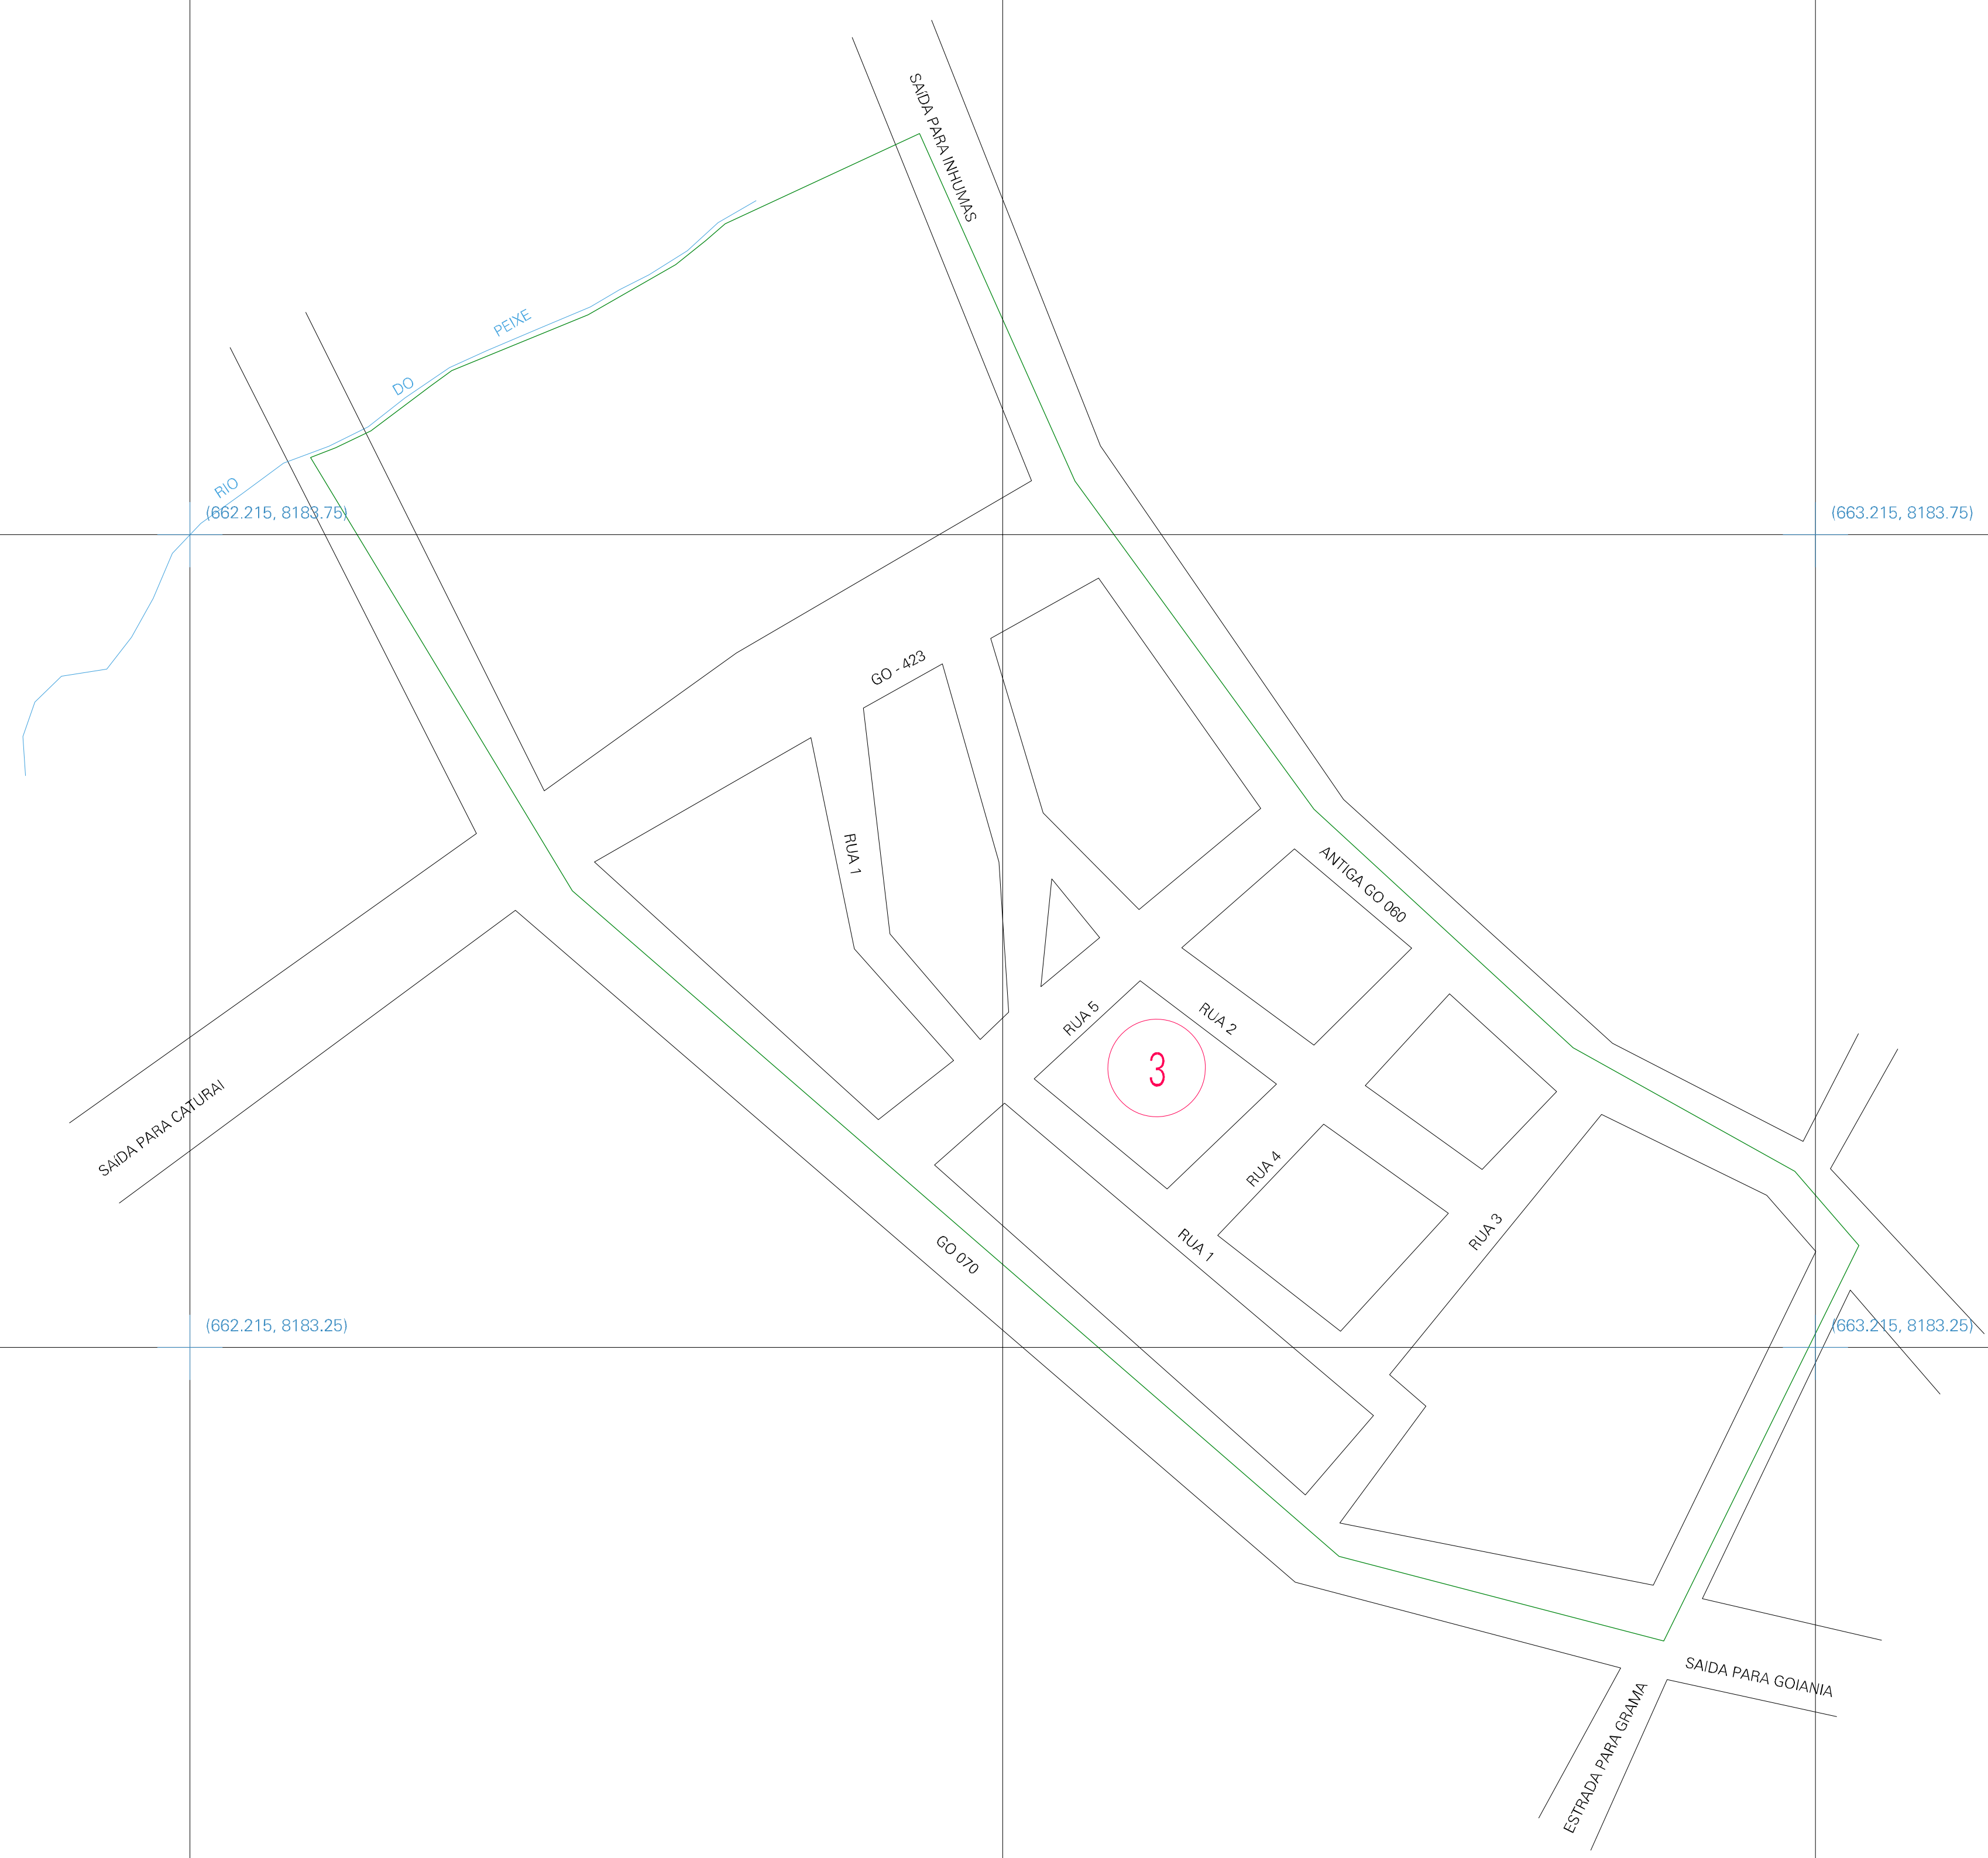 SAíDA PARA INHUMAS
RIO DO PEIXE
(662.215, 8183.75)
(663.215, 8183.75)
GO - 423
RUA 1
ANTIGA GO 060
RUA 5
RUA 2
3
SAíDA PARA CATURAI
RUA 4
RUA 3
RUA 1
GO 070
(662.215, 8183.25)
(663.215, 8183.25)
SAIDA PARA GOIANIA
ESTRADA PARA GRAMA